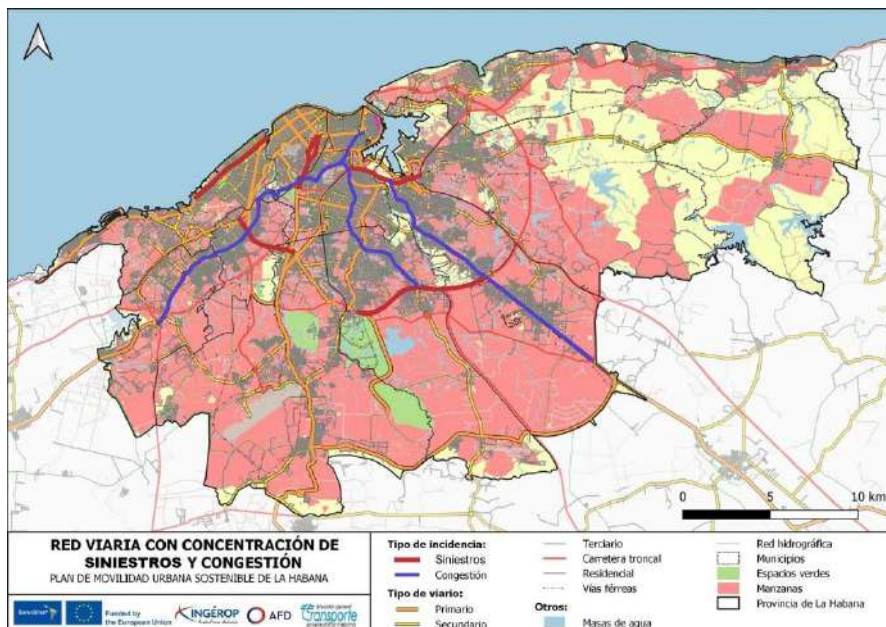 0 5 10 km
RED VIARIA CON CONCENTRACIÓN DE
SINIESTROS Y CONGESTIÓN
PLAN DE MOVILIDAD URBANA SOSTENIBLE DE LA HABANA
Funded by
the European Union
INGÉROP
AFD
transporte
Tipo de incidencia:
Siniestros
Congestión
Tipo de viario:
Primario
Secundario
Terciario
Carretera troncal
Residencial
Vías férreas
Otros:
Masas de agua
Red hidrográfica
Municipios
Espacios verdes
Manzanas
Provincia de La Habana